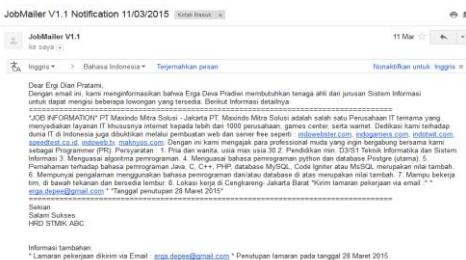 JobMailer V1.1 Notification 11/03/2015 Kotak Masuk x
JobMailer V1.1 11 Mar
ke saya
Inggris Bahasa Indonesia Terjemahkan pesan Nonaktifkan untuk: Inggris x
Dear Ergi Dian Pratami,
Dengan email ini, kami menginformasikan bahwa Erga Deva Pradiwi membutuhkan tenaga ahli dari jurusan Sistem Informasi
untuk dapat mengisi beberapa lowongan yang tersedia. Berikut Informasi detailnya:
*JOB INFORMATION* PT Maxindo Mitra Solusi - Jakarta PT. Maxindo Mitra Solusi adalah salah satu Perusahaan IT ternama yang
menyediakan layanan IT khususnya internet kepada lebih dari 1000 perusahaan, games center, serta warnet. Dedikasi kami terhadap
dunia IT di Indonesia juga dibuktikan melalui pembuatan web dan server free seperti : indowebster.com, indogamers.com, indotwit.com,
speedtest.co.id, indoweb.tv, maknyos.com. Dengan ini kami mengajak para professional muda yang ingin bergabung bersama kami
sebagai Programmer (PR). Persyaratan : 1. Pria dan wanita, usia max. 30 2. Pendidikan min. D3/S1 Teknik Informatika dan Sistem
Informasi 3. Menguasai algoritma pemrograman. 4. Menguasai bahasa pemrograman python dan database Postgre (utama). 5.
Pemahaman terhadap bahasa pemrograman Java, C, C++, PHP, database MySQL, Code Igniter atau MsSQL merupakan nilai tambah.
6. Mempunyai pengalaman menggunakan bahasa pemrograman dan/atau database di atas merupakan nilai tambah. 7. Mampu bekerja
tim, di bawah tekanan dan bersedia lembur. 8. Lokasi kerja di Cengkareng- Jakarta Barat *Kirim lamaran pekerjaan via email :* *
erga.depee@gmail.com * *Tanggal penutupan 28 Maret 2015*
Sekian.
Salam Sukses.
HRD STMIK ABC
Informasi tambahan:
* Lamaran pekerjaan dikirim via Email : erga.depee@gmail.com * Penutupan lamaran pada tanggal 28 Maret 2015